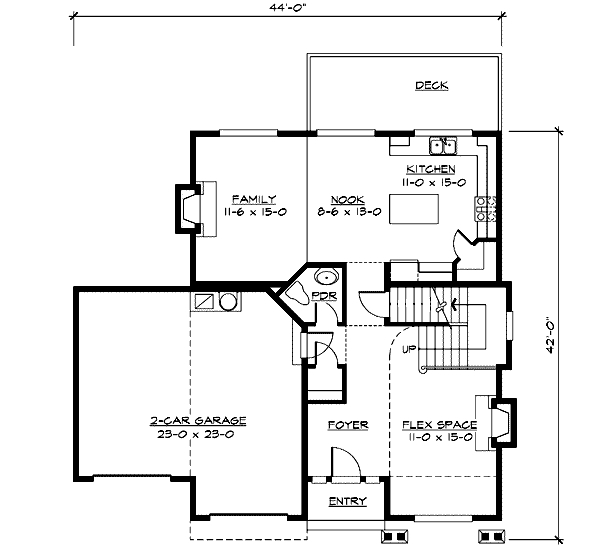 44'-0"
DECK
KITCHEN
11-0 x 15-0
FAMILY
11-6 x 15-0
NOOK
8-6 x 13-0
PDR
42'-0"
UP
2-CAR GARAGE
23-0 x 23-0
FOYER
FLEX SPACE
11-0 x 15-0
ENTRY